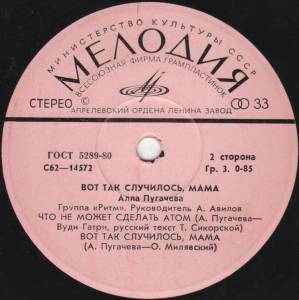 МИНИСТЕРСТВО КУЛЬТУРЫ СССР
МЕЛОДИЯ
ВСЕСОЮЗНАЯ ФИРМА ГРАМПЛАСТИНОК
СТЕРЕО
33
АПРЕЛЕВСКИЙ ОРДЕНА ЛЕНИНА ЗАВОД
ГОСТ 5289-80
2 сторона
С62—14572
Гр. 3. 0-85
ВОТ ТАК СЛУЧИЛОСЬ, МАМА
Алла Пугачева
Группа «Ритм». Руководитель А. Авилов
ЧТО НЕ МОЖЕТ СДЕЛАТЬ АТОМ (А. Пугачева—
Вуди Гатри, русский текст Т. Сикорской)
ВОТ ТАК СЛУЧИЛОСЬ, МАМА
(А. Пугачева—О. Милявский)